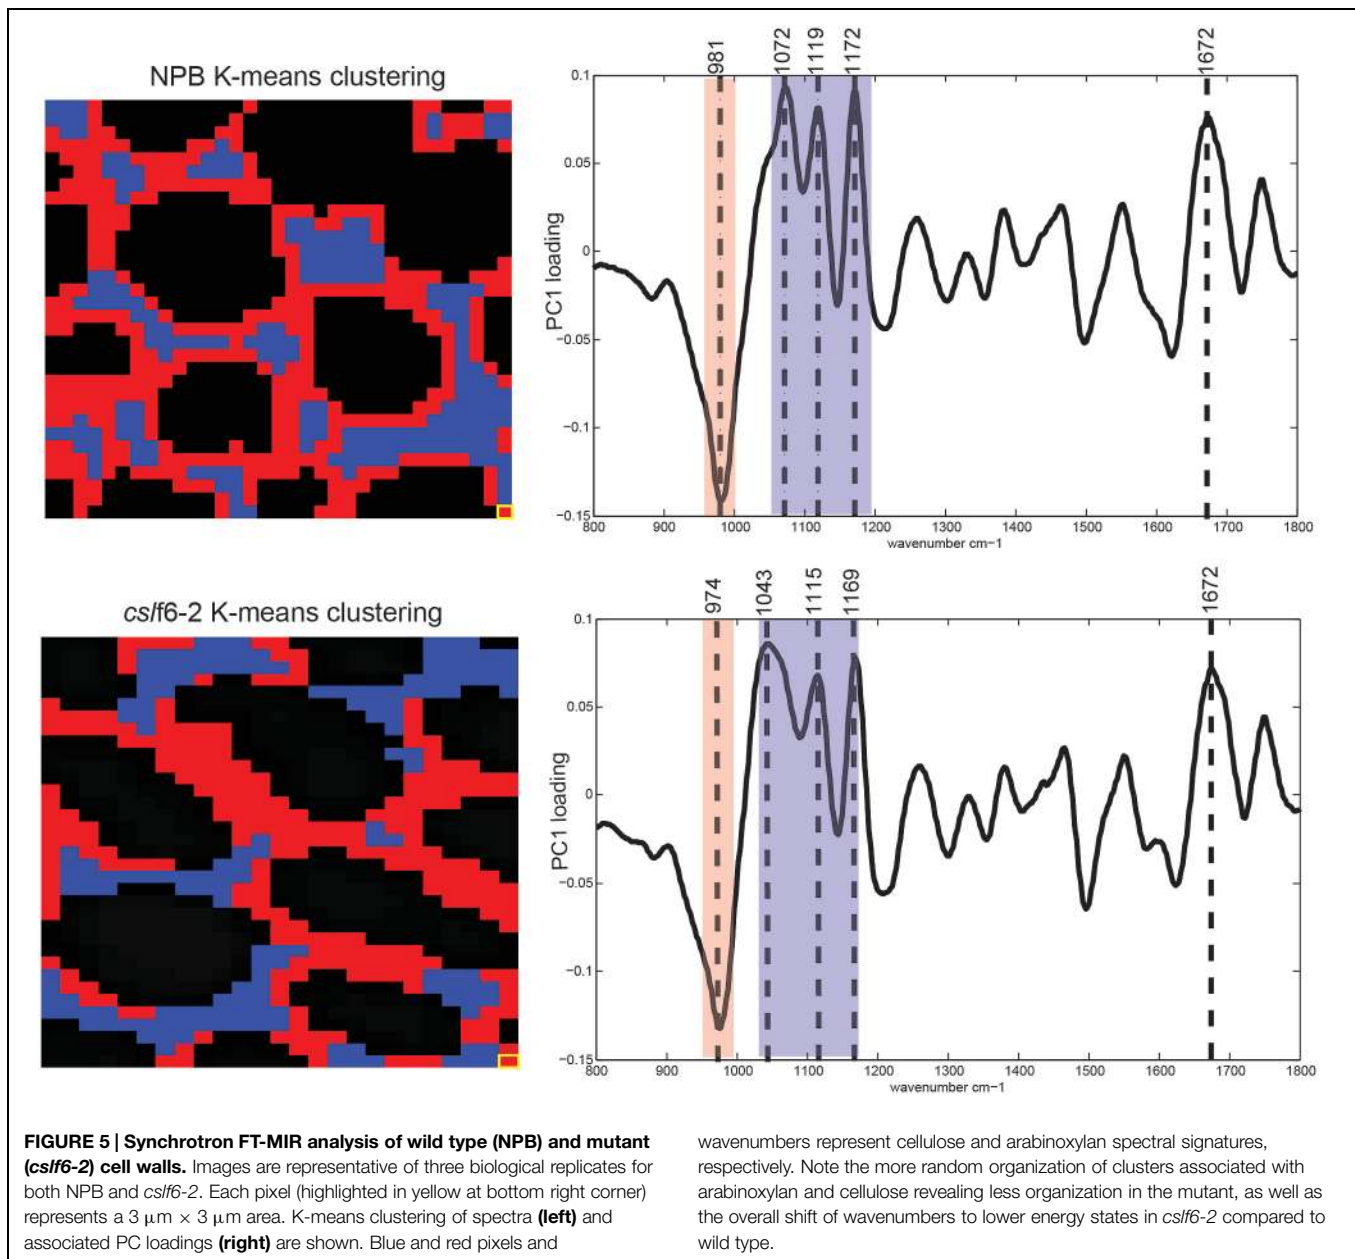 NPB K-means clustering
981
1072
1119
1172
1672
0.1
0.05
0
−0.05
−0.1
−0.15
PC1 loading
800 900 1000 1100 1200 1300 1400 1500 1600 1700 1800
wavenumber cm−1
cslf6-2 K-means clustering
974
1043
1115
1169
1672
0.1
0.05
0
−0.05
−0.1
−0.15
PC1 loading
800 900 1000 1100 1200 1300 1400 1500 1600 1700 1800
wavenumber cm−1
FIGURE 5 | Synchrotron FT-MIR analysis of wild type (NPB) and mutant
(cslf6-2) cell walls. Images are representative of three biological replicates for
both NPB and cslf6-2. Each pixel (highlighted in yellow at bottom right corner)
represents a 3 μm × 3 μm area. K-means clustering of spectra (left) and
associated PC loadings (right) are shown. Blue and red pixels and
wavenumbers represent cellulose and arabinoxylan spectral signatures,
respectively. Note the more random organization of clusters associated with
arabinoxylan and cellulose revealing less organization in the mutant, as well as
the overall shift of wavenumbers to lower energy states in cslf6-2 compared to
wild type.